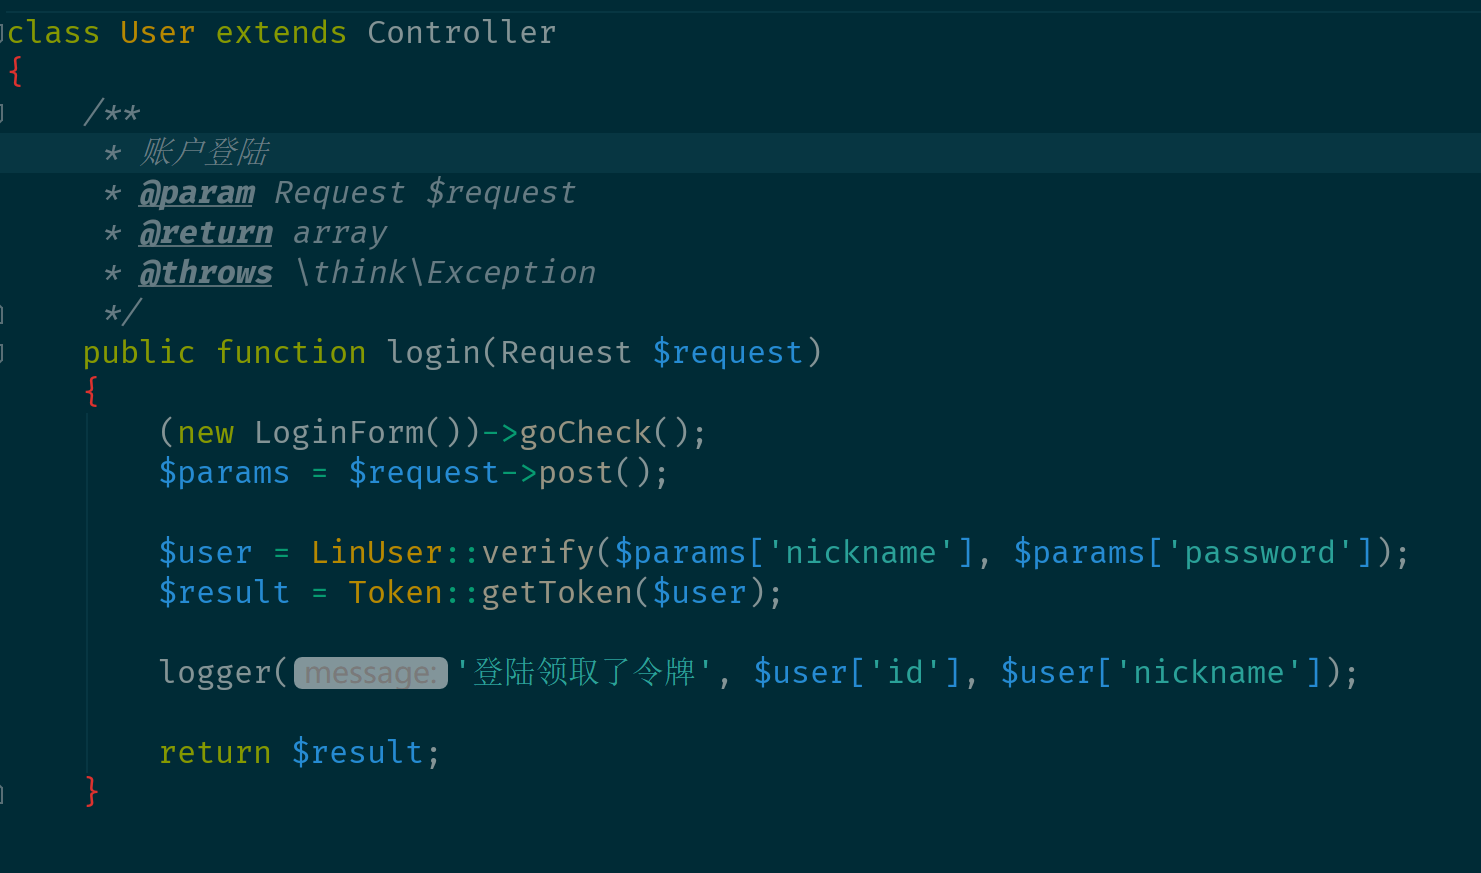 class User extends Controller
{
/**
* 账户登陆
* @param Request $request
* @return array
* @throws \think\Exception
*/
public function login(Request $request)
{
(new LoginForm())->goCheck();
$params = $request->post();
$user = LinUser::verify($params['nickname'], $params['password']);
$result = Token::getToken($user);
logger( message: '登陆领取了令牌', $user['id'], $user['nickname']);
return $result;
}